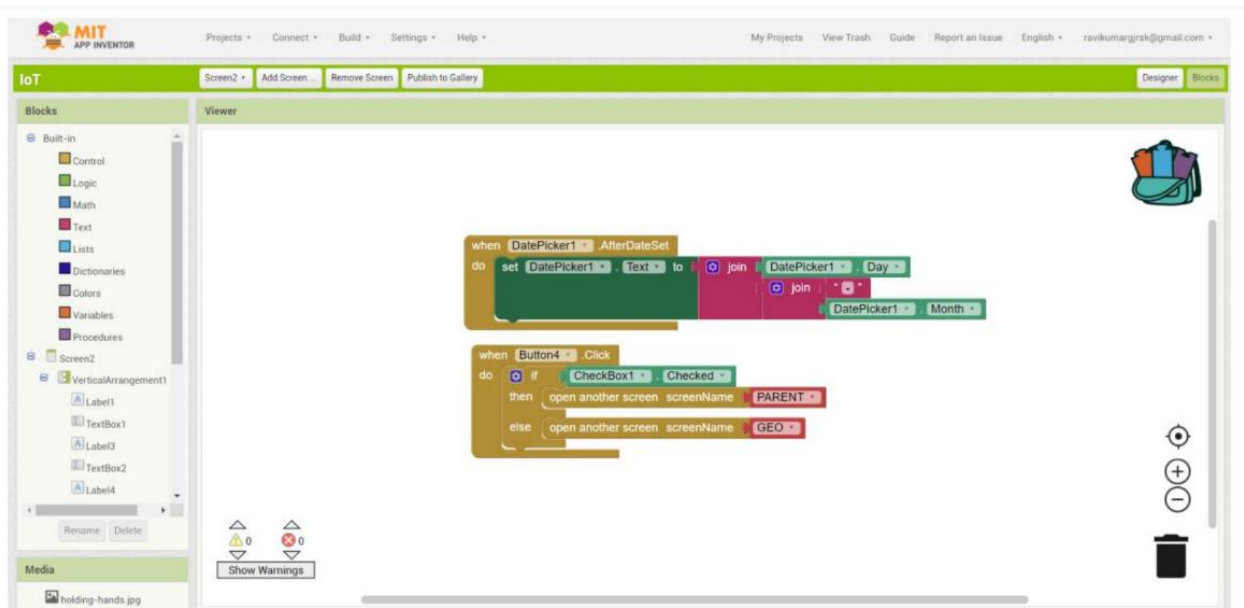 MIT
APP INVENTOR
Projects Connect Build Settings Help My Projects View Trash Guide Report an Issue English ravikumargjrsk@gmail.com
IoT Screen2 Add Screen ... Remove Screen Publish to Gallery Designer Blocks
Blocks
Viewer
Built-in
Control
Logic
Math
Text
Lists
Dictionaries
Colors
Variables
Procedures
Screen2
VerticalArrangement1
Label1
TextBox1
Label3
TextBox2
Label4
Rename Delete
Media
holding-hands.jpg
when DatePicker1 .AfterDateSet
do set DatePicker1 . Text to join DatePicker1 . Day
join " - "
DatePicker1 . Month
when Button4 .Click
do if CheckBox1 . Checked
then open another screen screenName PARENT
else open another screen screenName GEO
0 0
Show Warnings